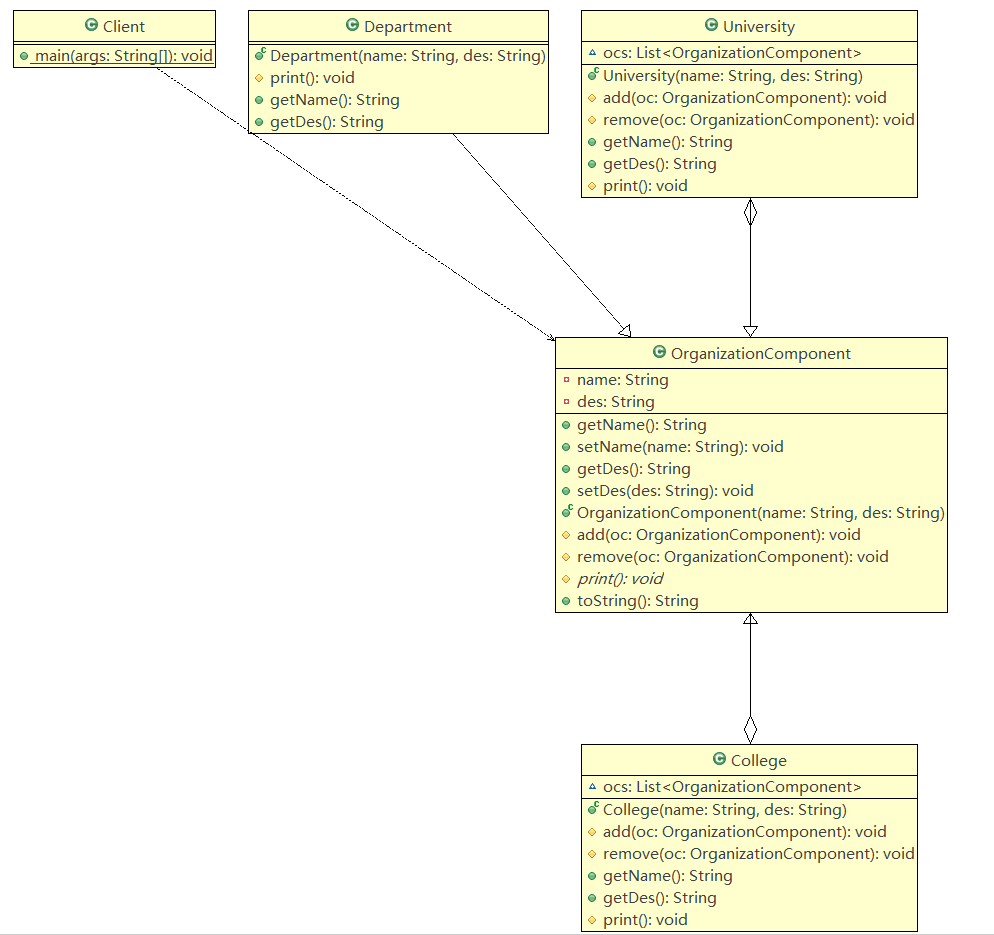 Client
main(args: String[]): void
Department
Department(name: String, des: String)
print(): void
getName(): String
getDes(): String
University
ocs: List<OrganizationComponent>
University(name: String, des: String)
add(oc: OrganizationComponent): void
remove(oc: OrganizationComponent): void
getName(): String
getDes(): String
print(): void
OrganizationComponent
name: String
des: String
getName(): String
setName(name: String): void
getDes(): String
setDes(des: String): void
OrganizationComponent(name: String, des: String)
add(oc: OrganizationComponent): void
remove(oc: OrganizationComponent): void
print(): void
toString(): String
College
ocs: List<OrganizationComponent>
College(name: String, des: String)
add(oc: OrganizationComponent): void
remove(oc: OrganizationComponent): void
getName(): String
getDes(): String
print(): void